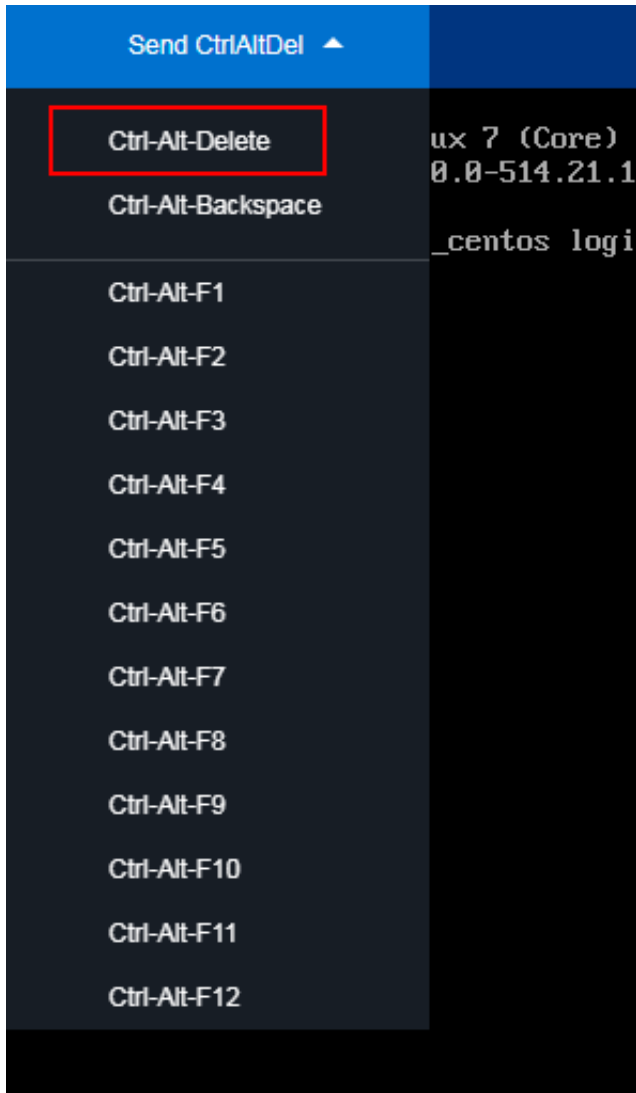 Send CtrlAltDel
Ctrl-Alt-Delete
Ctrl-Alt-Backspace
Ctrl-Alt-F1
Ctrl-Alt-F2
Ctrl-Alt-F3
Ctrl-Alt-F4
Ctrl-Alt-F5
Ctrl-Alt-F6
Ctrl-Alt-F7
Ctrl-Alt-F8
Ctrl-Alt-F9
Ctrl-Alt-F10
Ctrl-Alt-F11
Ctrl-Alt-F12
ux 7 (Core)
0.0-514.21.1
_centos logi